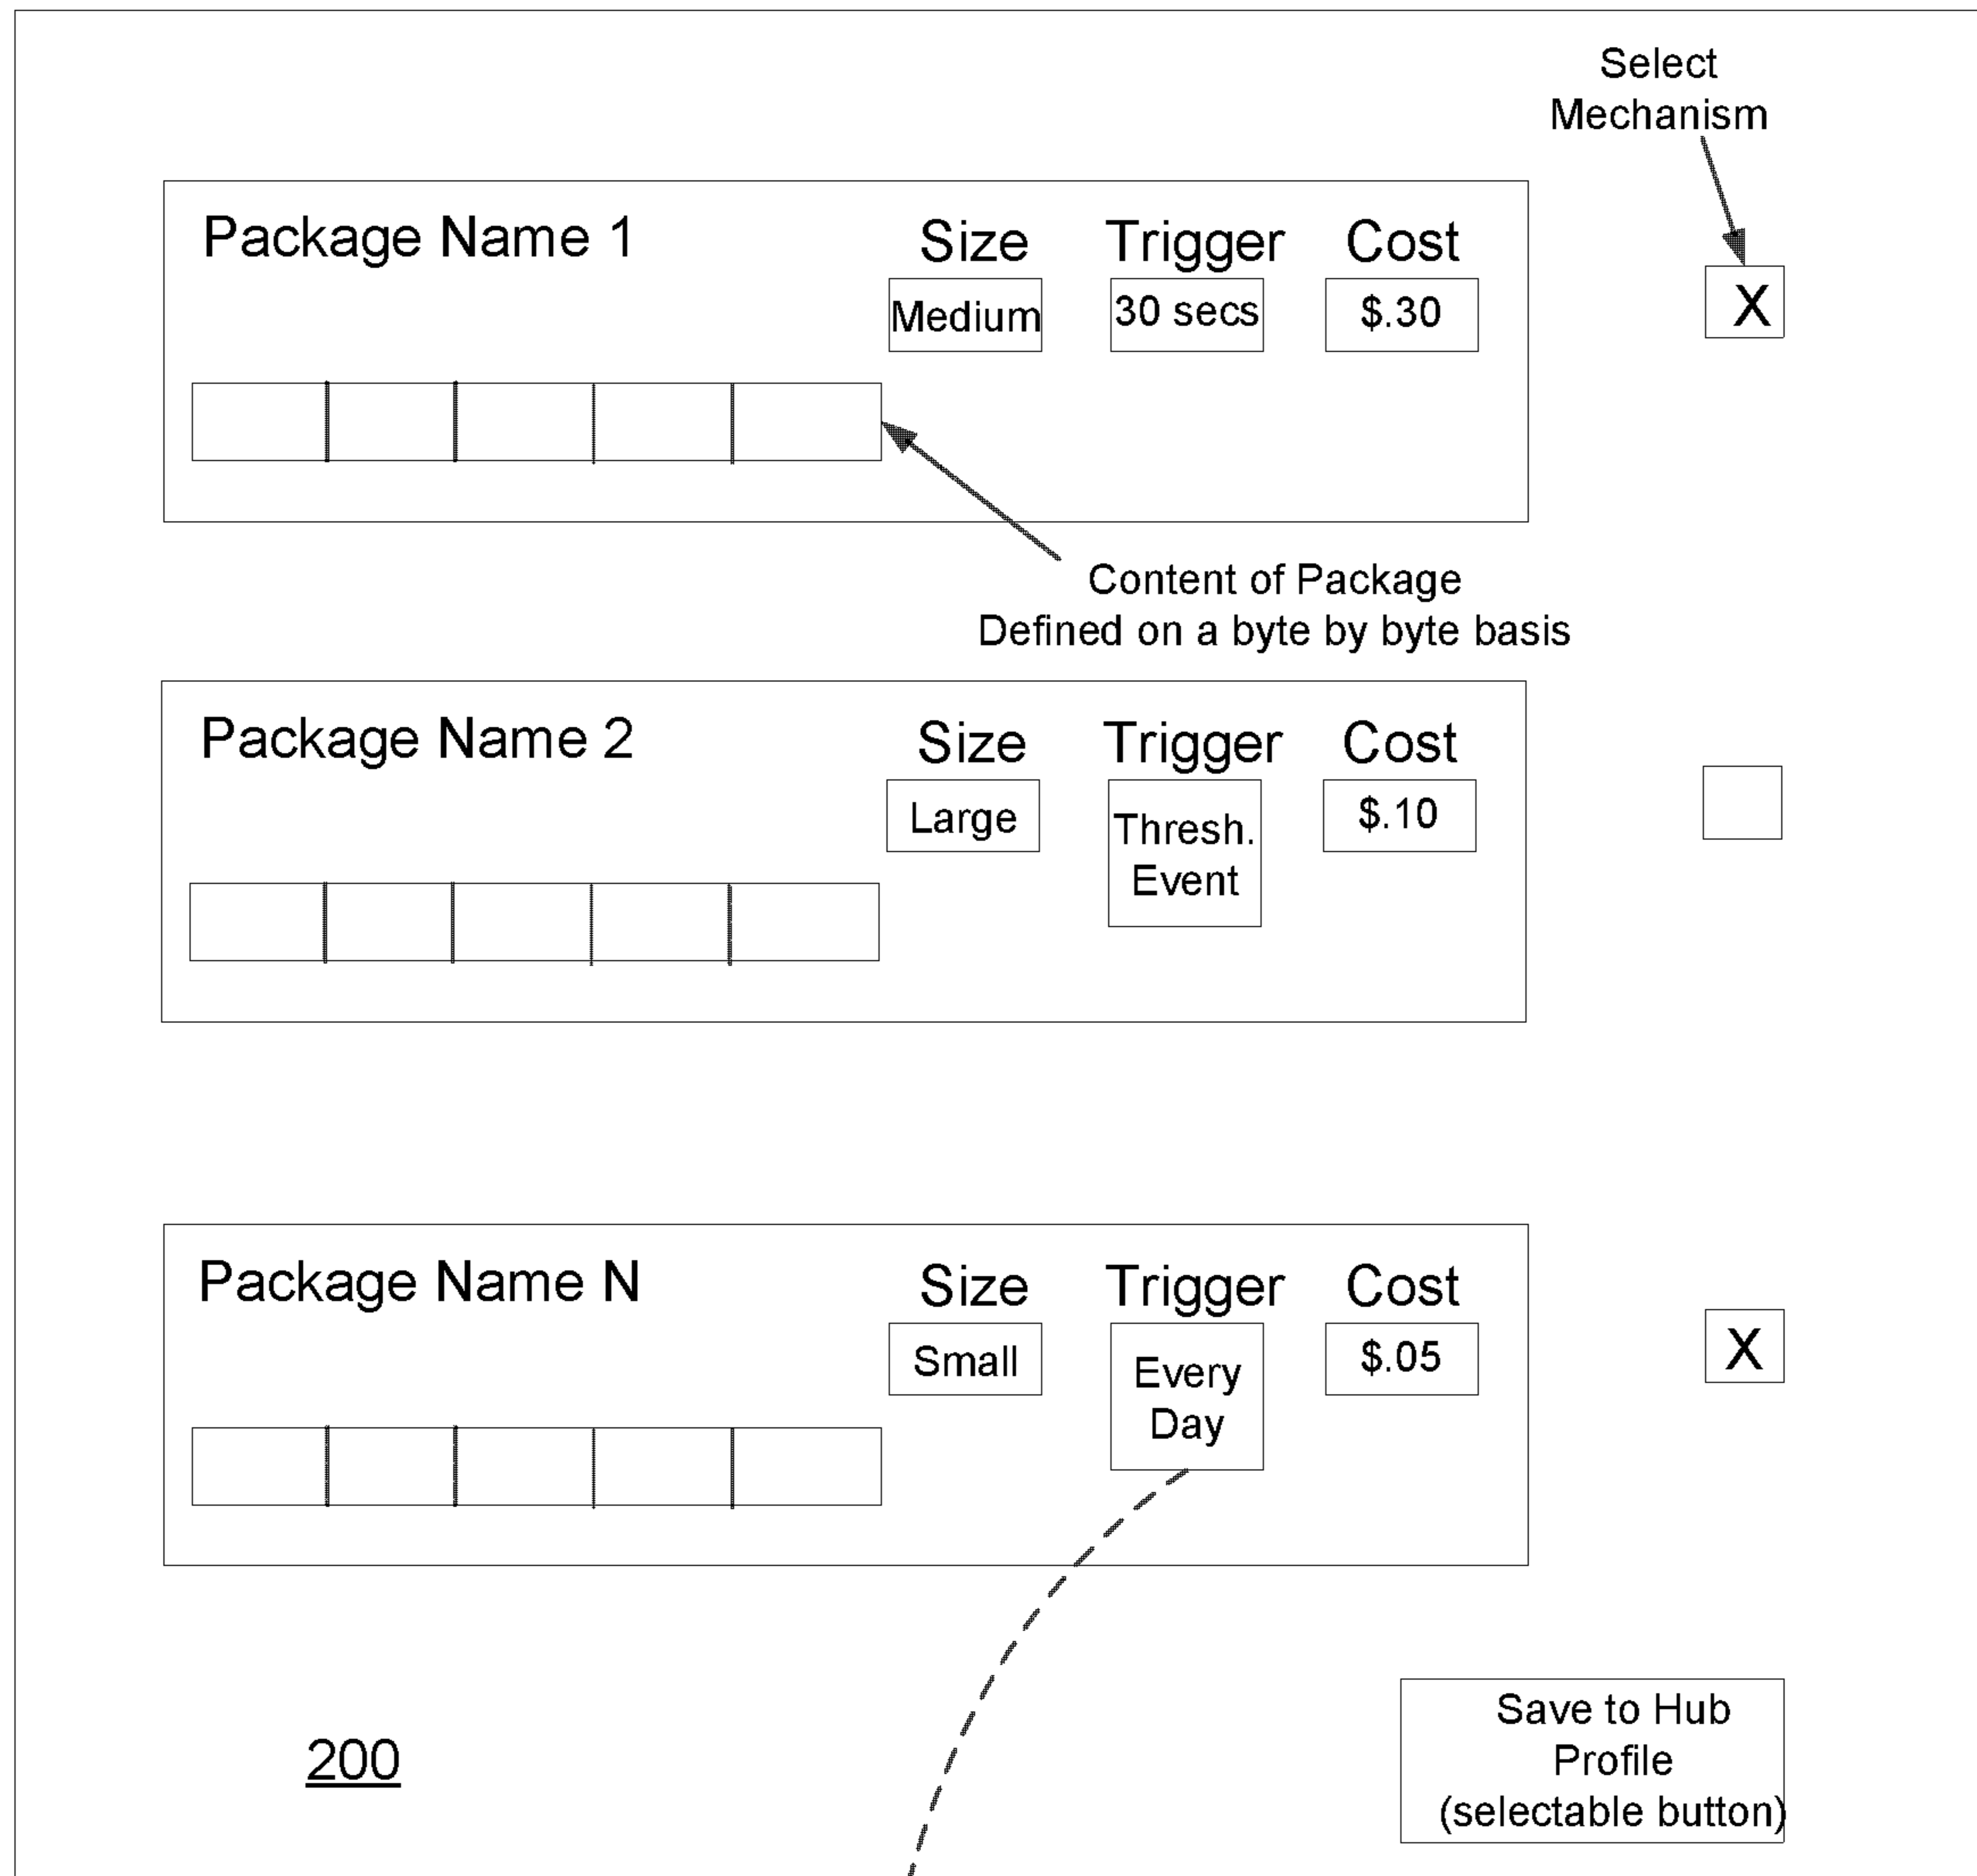 Select
Mechanism
Package Name 1
Size Trigger Cost
Medium 30 secs $.30
X
Content of Package
Defined on a byte by byte basis
Package Name 2
Size Trigger Cost
Large Thresh. $.10
Event
Package Name N
Size Trigger Cost
Small Every $.05
Day
X
Save to Hub
Profile
(selectable button)
200